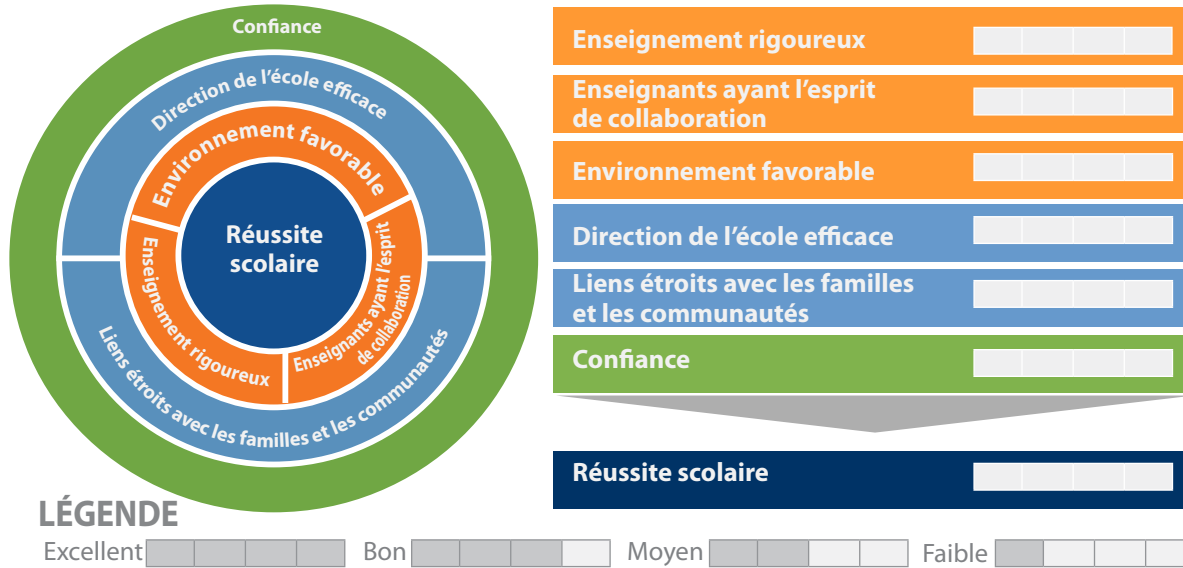 Confiance
Direction de l'école efficace
Environnement favorable
Réussite
scolaire
Enseignement rigoureux
Enseignants ayant l'esprit
de collaboration
Liens étroits avec les familles et les communautés
Enseignement rigoureux
Enseignants ayant l'esprit
de collaboration
Environnement favorable
Direction de l'école efficace
Liens étroits avec les familles
et les communautés
Confiance
Réussite scolaire
LÉGENDE
Excellent Bon Moyen Faible